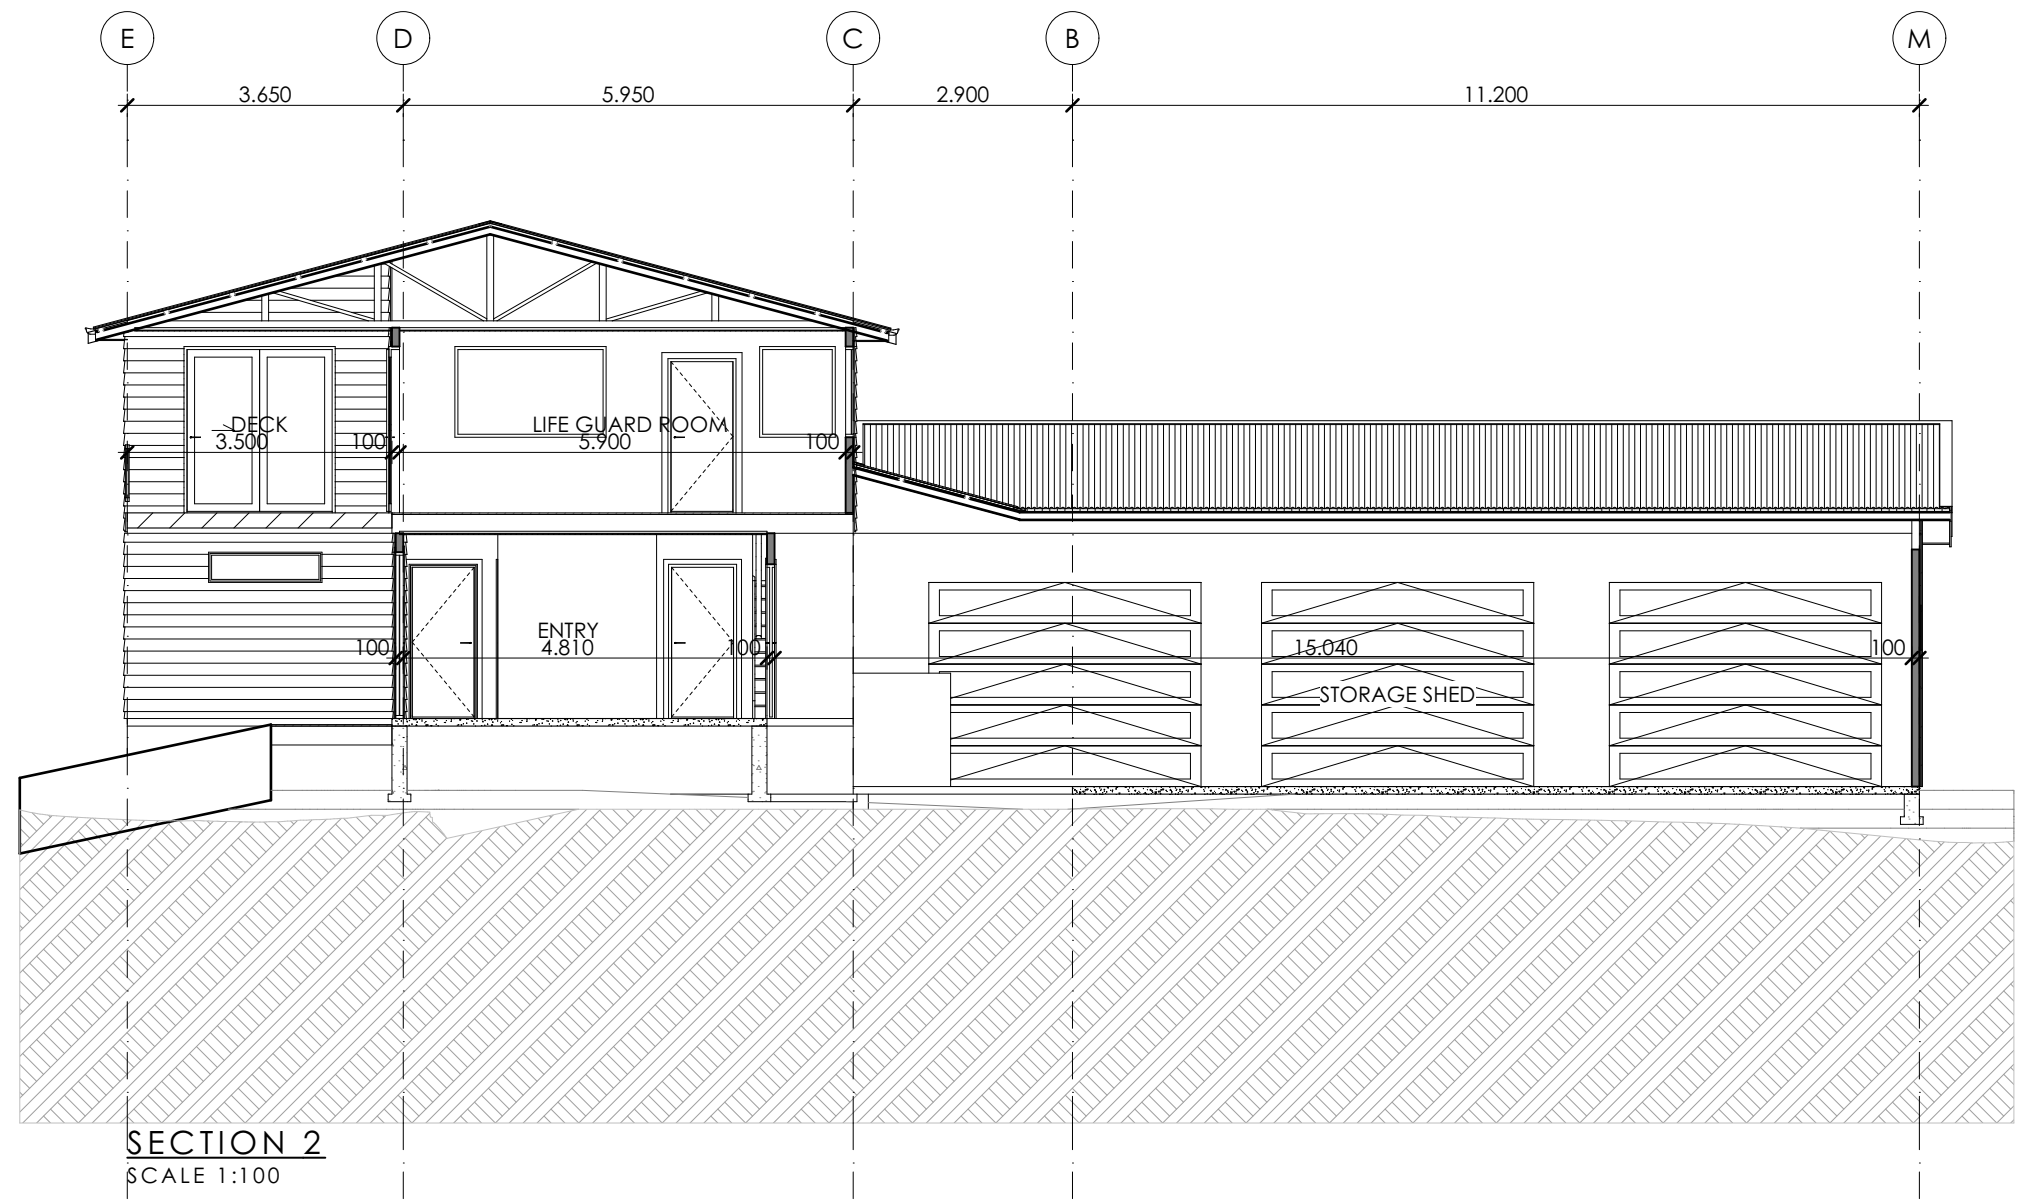 E D C B M
3.650 5.950 2.900 11.200
DECK LIFE GUARD ROOM
3.500 100 5.900 100
ENTRY
100 4.810 100 15.040 100
STORAGE SHED
SECTION 2
SCALE 1:100